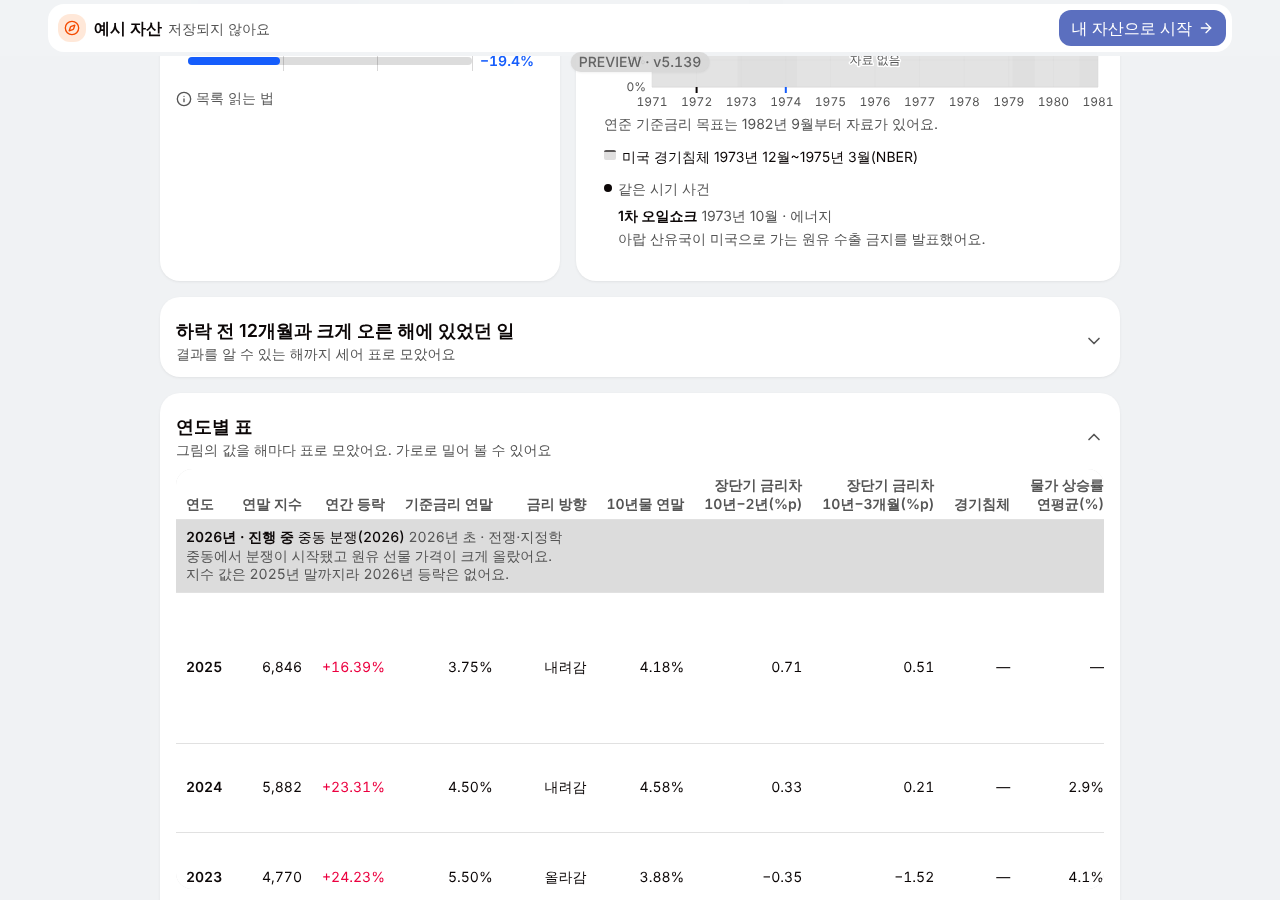 예시 자산 저장되지 않아요
내 자산으로 시작 →
−19.4%
목록 읽는 법
PREVIEW · v5.139
자료 없음
0%
1971 1972 1973 1974 1975 1976 1977 1978 1979 1980 1981
연준 기준금리 목표는 1982년 9월부터 자료가 있어요.
미국 경기침체 1973년 12월~1975년 3월(NBER)
같은 시기 사건
1차 오일쇼크 1973년 10월 · 에너지
아랍 산유국이 미국으로 가는 원유 수출 금지를 발표했어요.
하락 전 12개월과 크게 오른 해에 있었던 일
결과를 알 수 있는 해까지 세어 표로 모았어요
연도별 표
그림의 값을 해마다 표로 모았어요. 가로로 밀어 볼 수 있어요
장단기 금리차 장단기 금리차 물가 상승률
연도 연말 지수 연간 등락 기준금리 연말 금리 방향 10년물 연말 10년−2년(%p) 10년−3개월(%p) 경기침체 연평균(%)
2026년 · 진행 중 중동 분쟁(2026) 2026년 초 · 전쟁·지정학
중동에서 분쟁이 시작됐고 원유 선물 가격이 크게 올랐어요.
지수 값은 2025년 말까지라 2026년 등락은 없어요.
2025 6,846 +16.39% 3.75% 내려감 4.18% 0.71 0.51 — —
2024 5,882 +23.31% 4.50% 내려감 4.58% 0.33 0.21 — 2.9%
2023 4,770 +24.23% 5.50% 올라감 3.88% −0.35 −1.52 — 4.1%